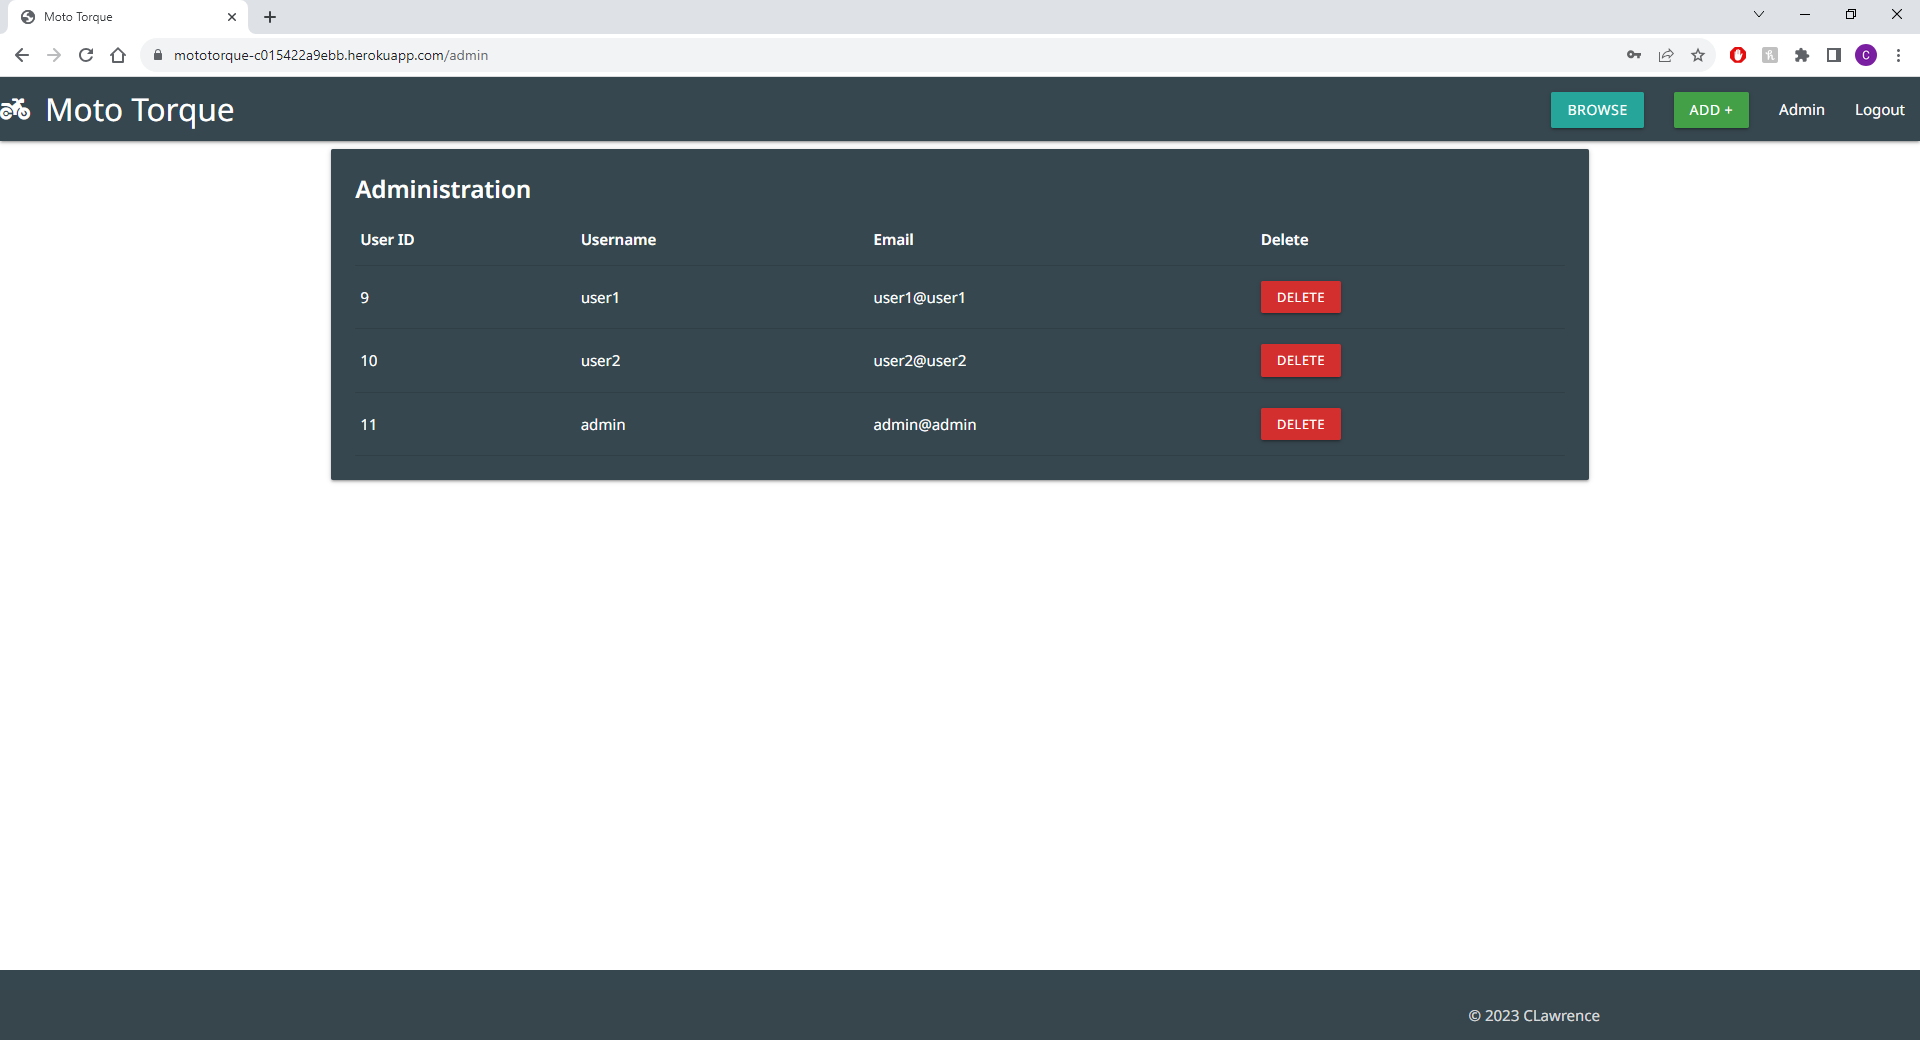 Moto Torque
mototorque-c015422a9ebb.herokuapp.com/admin
C
Moto Torque
BROWSE
ADD +
Admin
Logout
Administration
User ID Username Email Delete
9 user1 user1@user1 DELETE
10 user2 user2@user2 DELETE
11 admin admin@admin DELETE
© 2023 CLawrence